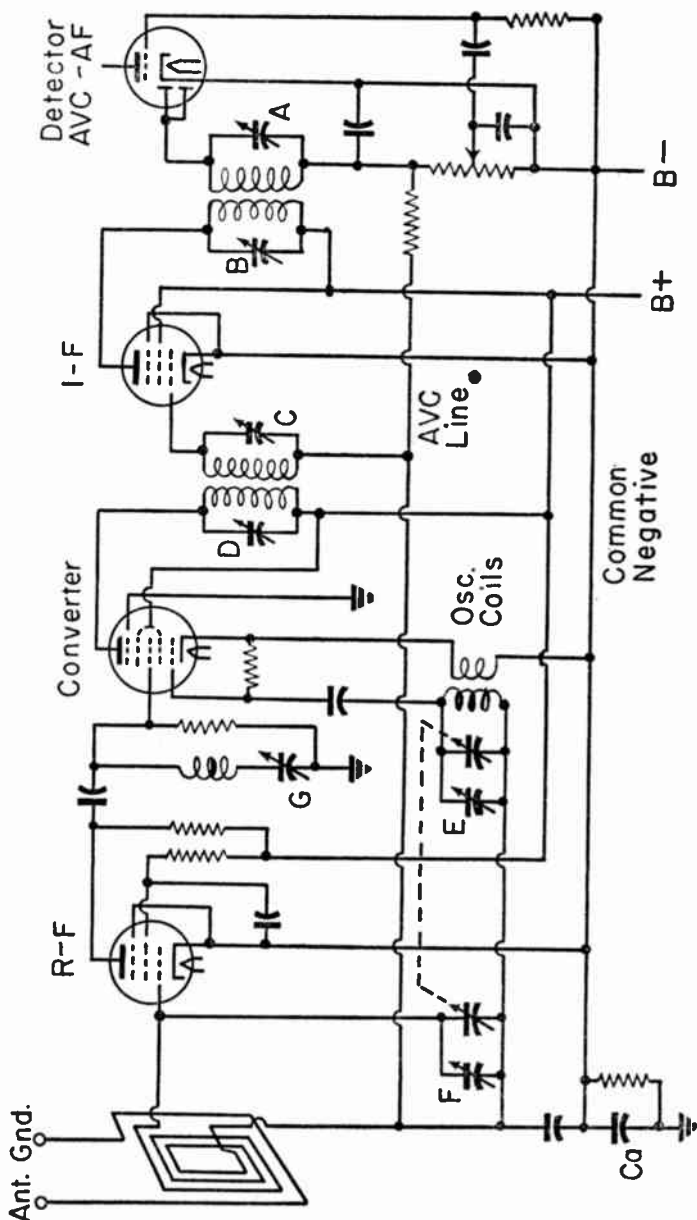 Ant. Gnd.
R-F
Converter
I-F
Detector
AVC-AF
G
D
C
B
A
F
E
Osc.
Coils
AVC
Line
Common
Negative
Ca
B+
B-